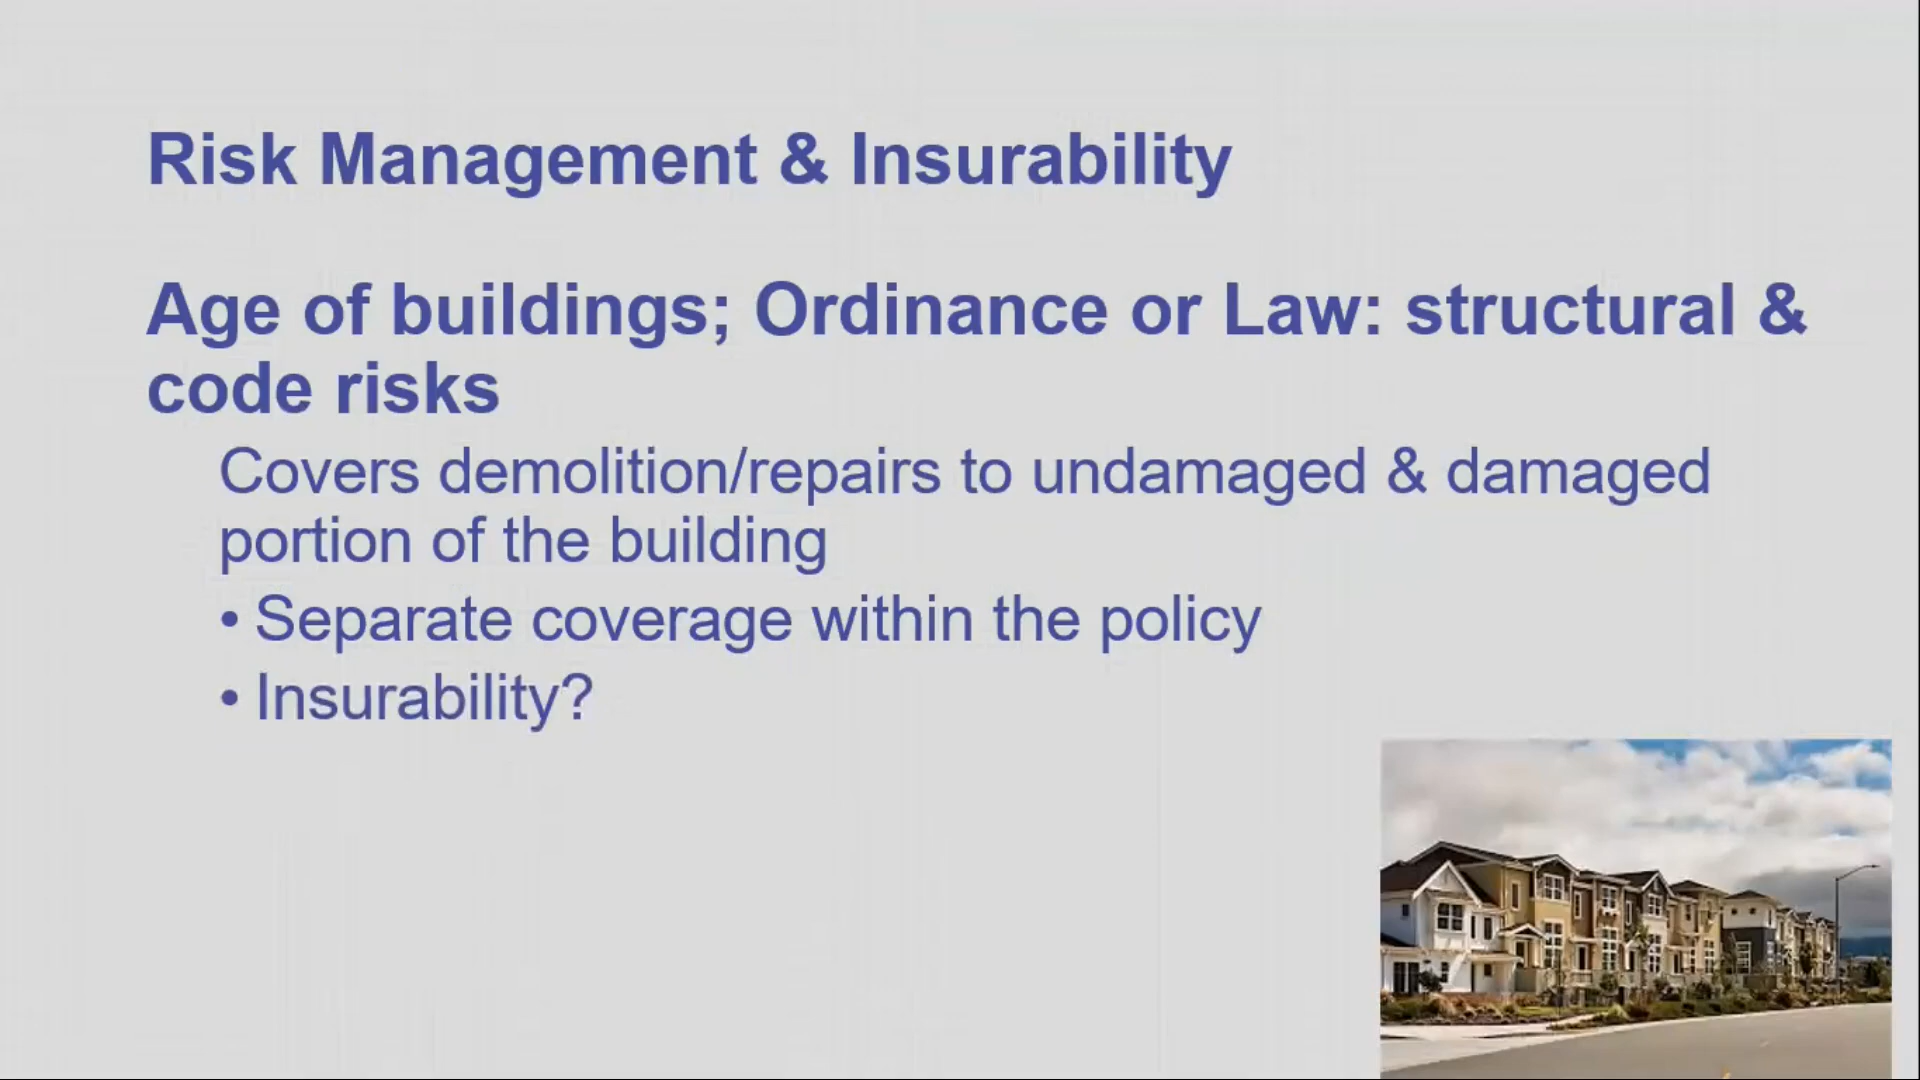 Risk Management & Insurability
Age of buildings; Ordinance or Law: structural &
code risks
Covers demolition/repairs to undamaged & damaged
portion of the building
• Separate coverage within the policy
• Insurability?